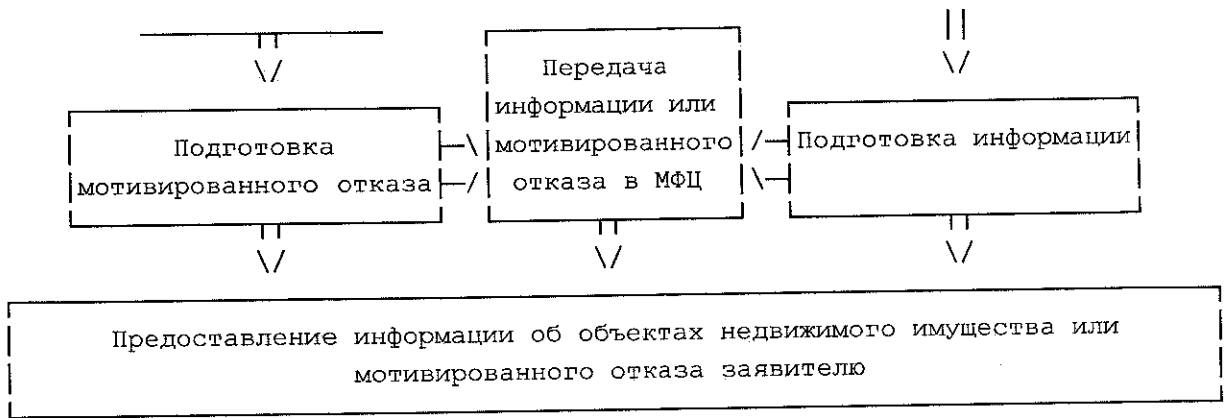 Подготовка
мотивированного отказа
Передача
информации или
мотивированного
отказа в МФЦ
Подготовка информации
Предоставление информации об объектах недвижимого имущества или
мотивированного отказа заявителю